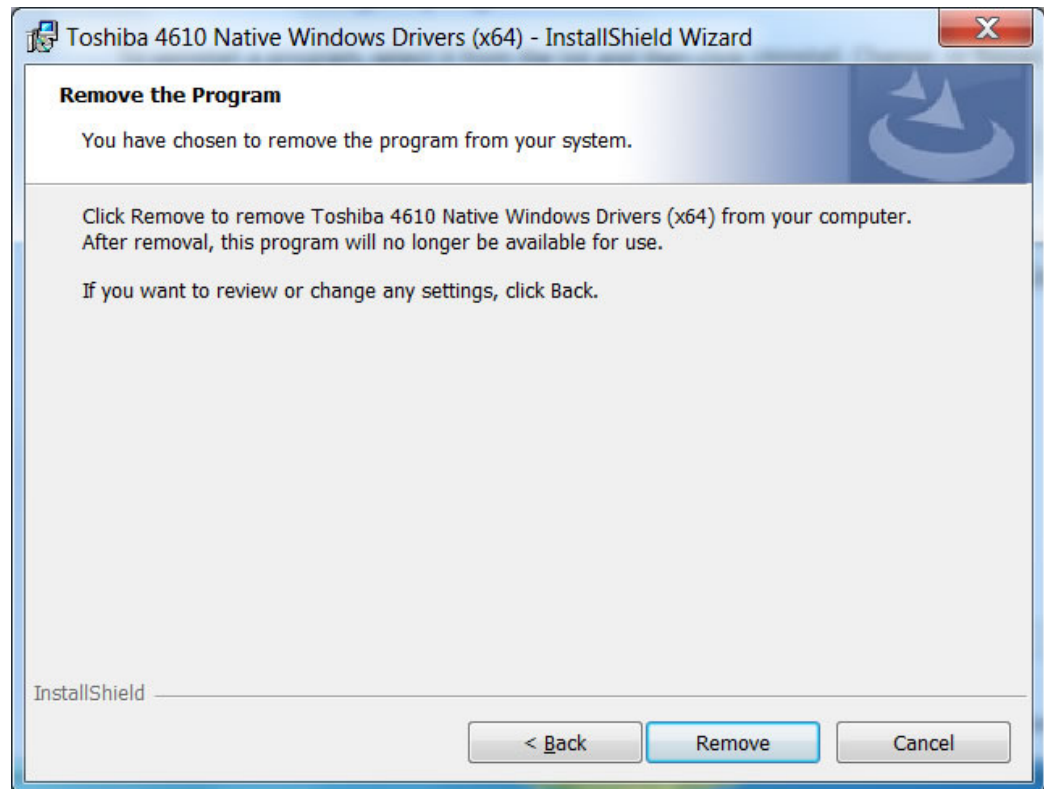 Toshiba 4610 Native Windows Drivers (x64) - InstallShield Wizard
X
Remove the Program
You have chosen to remove the program from your system.
Click Remove to remove Toshiba 4610 Native Windows Drivers (x64) from your computer.
After removal, this program will no longer be available for use.
If you want to review or change any settings, click Back.
InstallShield
< Back
Remove
Cancel